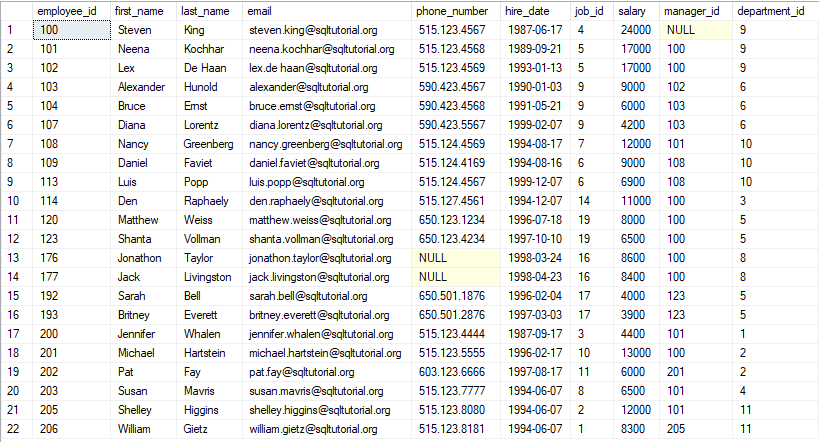 employee_id first_name last_name email phone_number hire_date job_id salary manager_id department_id
1 100 Steven King steven.king@sqltutorial.org 515.123.4567 1987-06-17 4 24000 NULL 9
2 101 Neena Kochhar neena.kochhar@sqltutorial.org 515.123.4568 1989-09-21 5 17000 100 9
3 102 Lex De Haan lex.de haan@sqltutorial.org 515.123.4569 1993-01-13 5 17000 100 9
4 103 Alexander Hunold alexander@sqltutorial.org 590.423.4567 1990-01-03 9 9000 102 6
5 104 Bruce Ernst bruce.ernst@sqltutorial.org 590.423.4568 1991-05-21 9 6000 103 6
6 107 Diana Lorentz diana.lorentz@sqltutorial.org 590.423.5567 1999-02-07 9 4200 103 6
7 108 Nancy Greenberg nancy.greenberg@sqltutorial.org 515.124.4569 1994-08-17 7 12000 101 10
8 109 Daniel Faviet daniel.faviet@sqltutorial.org 515.124.4169 1994-08-16 6 9000 108 10
9 113 Luis Popp luis.popp@sqltutorial.org 515.124.4567 1999-12-07 6 6900 108 10
10 114 Den Raphaely den.raphaely@sqltutorial.org 515.127.4561 1994-12-07 14 11000 100 3
11 120 Matthew Weiss matthew.weiss@sqltutorial.org 650.123.1234 1996-07-18 19 8000 100 5
12 123 Shanta Vollman shanta.vollman@sqltutorial.org 650.123.4234 1997-10-10 19 6500 100 5
13 176 Jonathon Taylor jonathon.taylor@sqltutorial.org NULL 1998-03-24 16 8600 100 8
14 177 Jack Livingston jack.livingston@sqltutorial.org NULL 1998-04-23 16 8400 100 8
15 192 Sarah Bell sarah.bell@sqltutorial.org 650.501.1876 1996-02-04 17 4000 123 5
16 193 Britney Everett britney.everett@sqltutorial.org 650.501.2876 1997-03-03 17 3900 123 5
17 200 Jennifer Whalen jennifer.whalen@sqltutorial.org 515.123.4444 1987-09-17 3 4400 101 1
18 201 Michael Hartstein michael.hartstein@sqltutorial.org 515.123.5555 1996-02-17 10 13000 100 2
19 202 Pat Fay pat.fay@sqltutorial.org 603.123.6666 1997-08-17 11 6000 201 2
20 203 Susan Mavris susan.mavris@sqltutorial.org 515.123.7777 1994-06-07 8 6500 101 4
21 205 Shelley Higgins shelley.higgins@sqltutorial.org 515.123.8080 1994-06-07 2 12000 101 11
22 206 William Gietz william.gietz@sqltutorial.org 515.123.8181 1994-06-07 1 8300 205 11